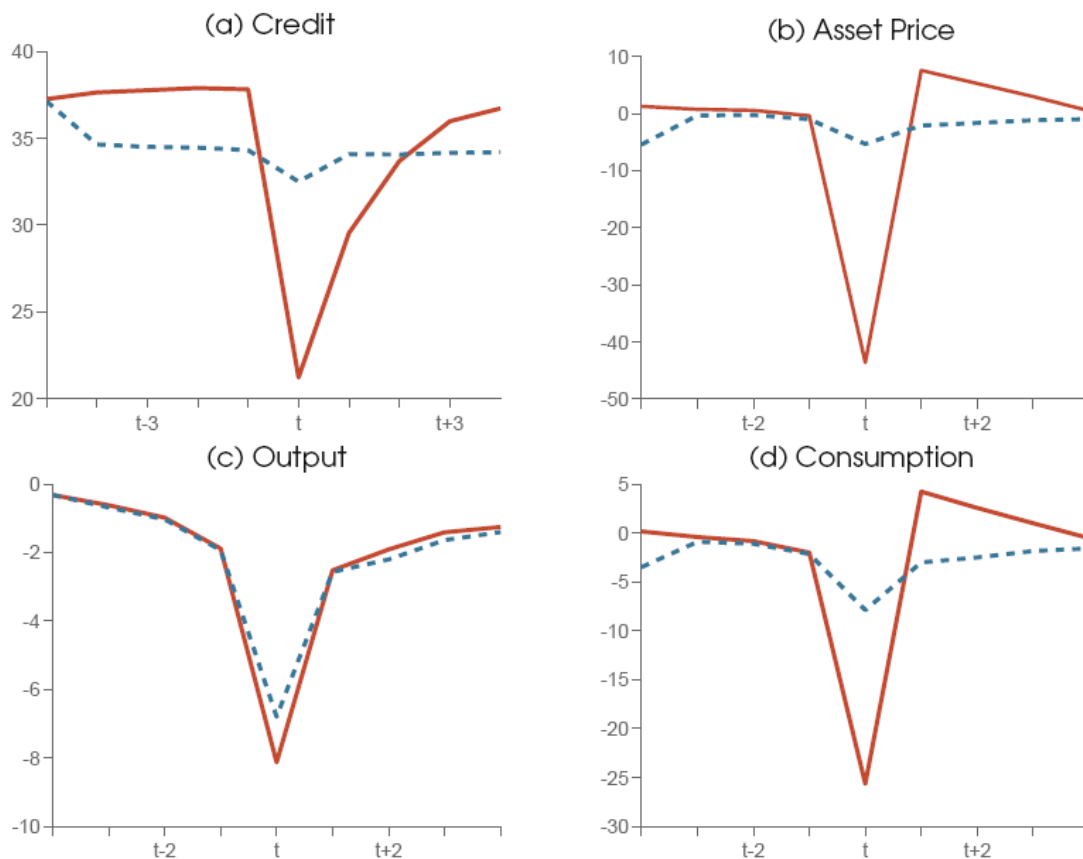 (a) Credit
40
35
30
25
20
t-3
t
t+3
(b) Asset Price
10
0
-10
-20
-30
-40
-50
t-2
t
t+2
(c) Output
0
-2
-4
-6
-8
-10
t-2
t
t+2
(d) Consumption
5
0
-5
-10
-15
-20
-25
-30
t-2
t
t+2